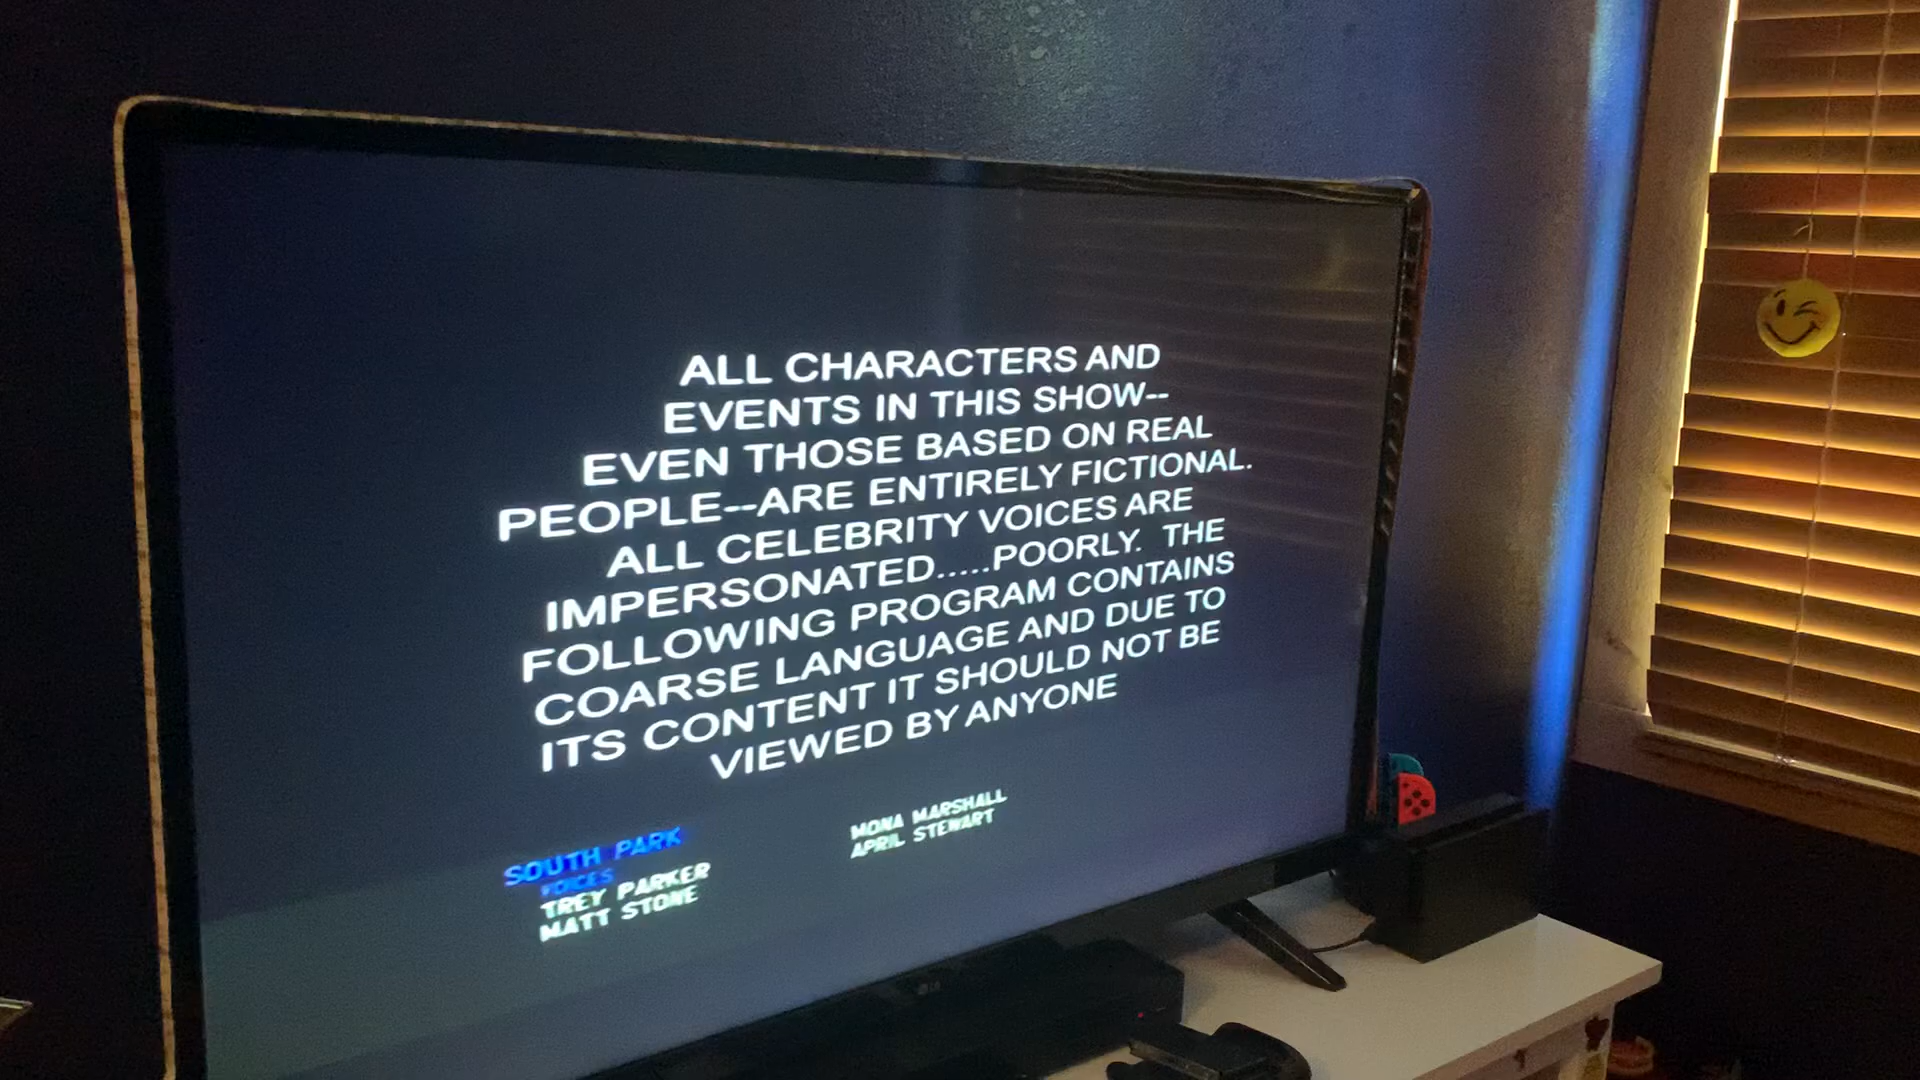 ALL CHARACTERS AND
EVENTS IN THIS SHOW--
EVEN THOSE BASED ON REAL
PEOPLE--ARE ENTIRELY FICTIONAL.
ALL CELEBRITY VOICES ARE
IMPERSONATED.....POORLY. THE
FOLLOWING PROGRAM CONTAINS
COARSE LANGUAGE AND DUE TO
ITS CONTENT IT SHOULD NOT BE
VIEWED BY ANYONE
SOUTH PARK
VOICES
TREY PARKER
MATT STONE
MONA MARSHALL
APRIL STEWART
LG